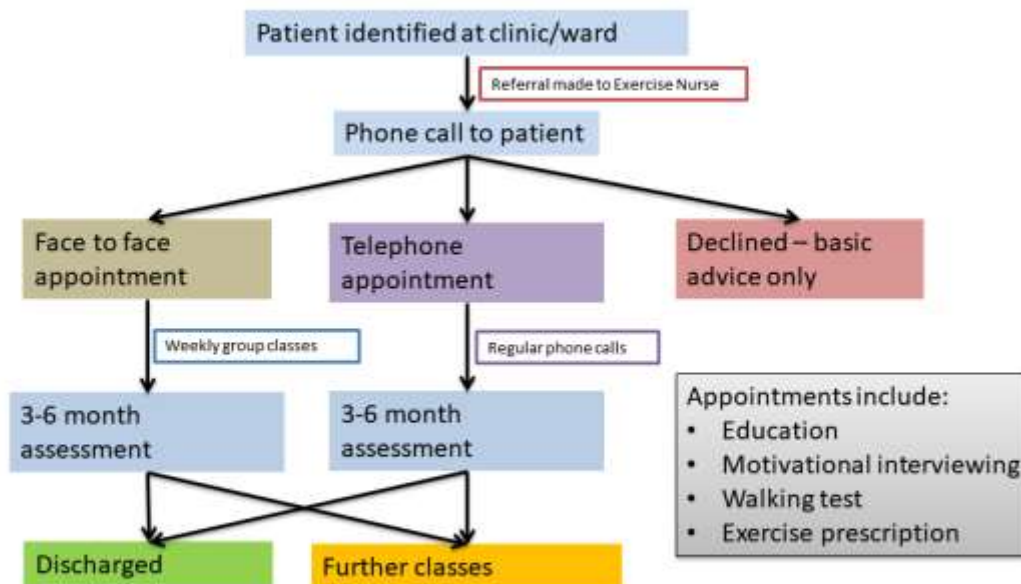 Patient identified at clinic/ward
Referral made to Exercise Nurse
Phone call to patient
Face to face
appointment
Telephone
appointment
Declined – basic
advice only
Weekly group classes
Regular phone calls
3-6 month
assessment
3-6 month
assessment
Appointments include:
• Education
• Motivational interviewing
• Walking test
• Exercise prescription
Discharged
Further classes